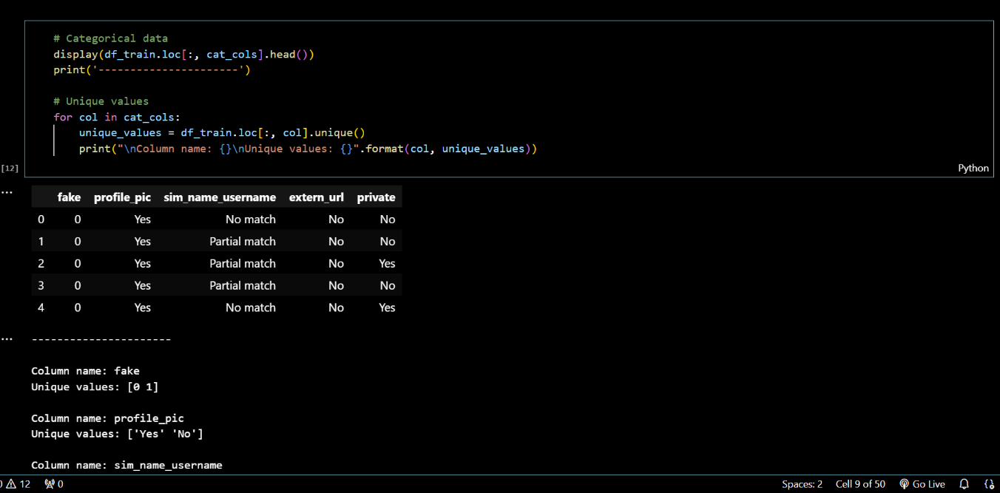 # Categorical data
display(df_train.loc[:, cat_cols].head())
print('----------------------')
# Unique values
for col in cat_cols:
unique_values = df_train.loc[:, col].unique()
print("\nColumn name: {}\nUnique values: {}".format(col, unique_values))
[12]
Python
...
fake profile_pic sim_name_username extern_url private
0 0 Yes No match No No
1 0 Yes Partial match No No
2 0 Yes Partial match No Yes
3 0 Yes Partial match No No
4 0 Yes No match No Yes
...
----------------------
Column name: fake
Unique values: [0 1]
Column name: profile_pic
Unique values: ['Yes' 'No']
Column name: sim_name_username
12 0 Spaces: 2 Cell 9 of 50 Go Live